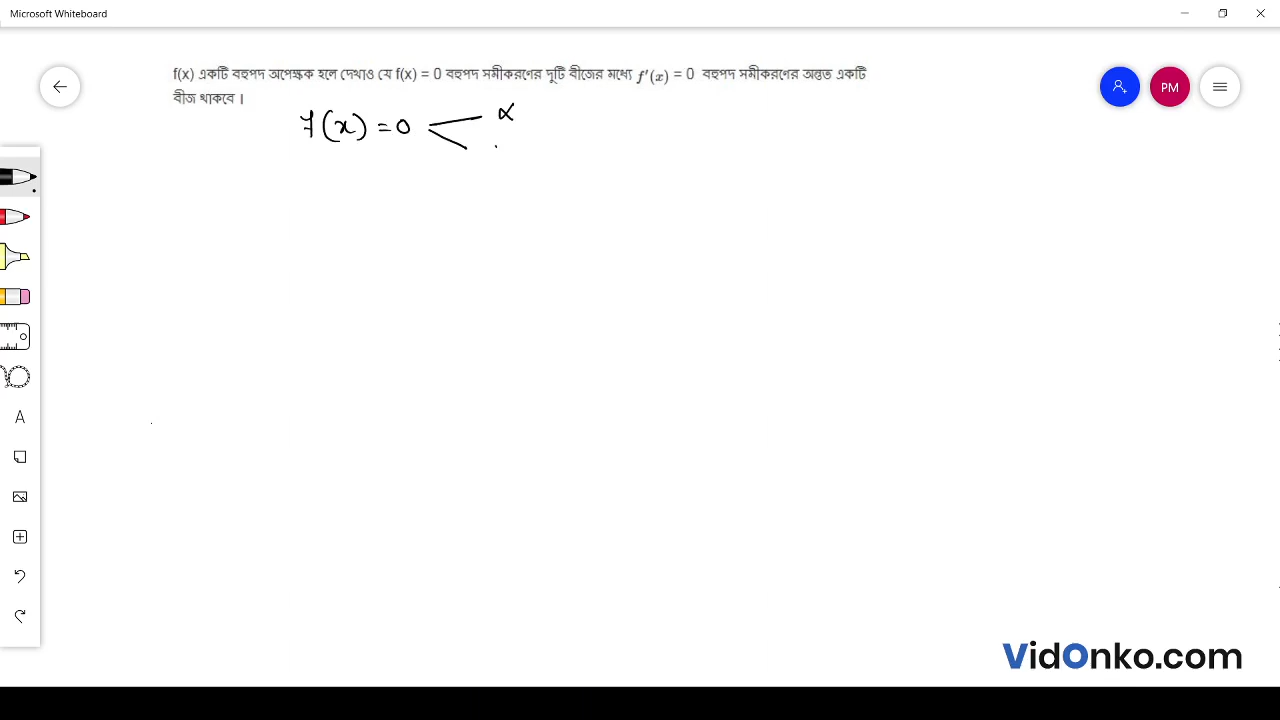 Microsoft Whiteboard
f(x) একটি বহুপদ অপেক্ষক হলে দেখাও যে f(x) = 0 বহুপদ সমীকরণের দুটি বীজের মধ্যে f'(x) = 0 বহুপদ সমীকরণের অন্তত একটি
বীজ থাকবে ।
PM
f(x) = 0 α
A
VidOnko.com